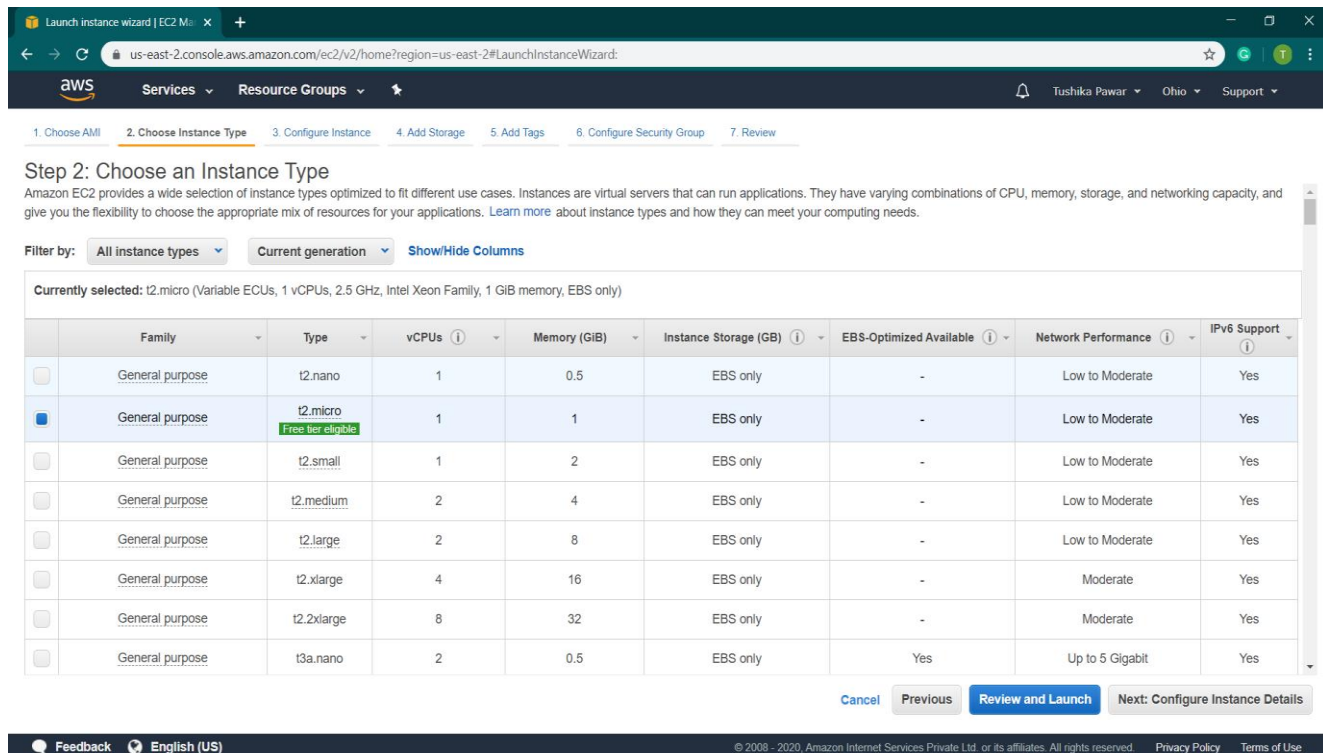 Launch instance wizard | EC2 Ma
us-east-2.console.aws.amazon.com/ec2/v2/home?region=us-east-2#LaunchInstanceWizard:
G
T
aws Services Resource Groups Tushika Pawar Ohio Support
1. Choose AMI 2. Choose Instance Type 3. Configure Instance 4. Add Storage 5. Add Tags 6. Configure Security Group 7. Review
Step 2: Choose an Instance Type
Amazon EC2 provides a wide selection of instance types optimized to fit different use cases. Instances are virtual servers that can run applications. They have varying combinations of CPU, memory, storage, and networking capacity, and
give you the flexibility to choose the appropriate mix of resources for your applications. Learn more about instance types and how they can meet your computing needs.
Filter by: All instance types Current generation Show/Hide Columns
Currently selected: t2.micro (Variable ECUs, 1 vCPUs, 2.5 GHz, Intel Xeon Family, 1 GiB memory, EBS only)
Family Type vCPUs Memory (GiB) Instance Storage (GB) EBS-Optimized Available Network Performance IPv6 Support
General purpose t2.nano 1 0.5 EBS only - Low to Moderate Yes
General purpose t2.micro 1 1 EBS only - Low to Moderate Yes
Free tier eligible
General purpose t2.small 1 2 EBS only - Low to Moderate Yes
General purpose t2.medium 2 4 EBS only - Low to Moderate Yes
General purpose t2.large 2 8 EBS only - Low to Moderate Yes
General purpose t2.xlarge 4 16 EBS only - Moderate Yes
General purpose t2.2xlarge 8 32 EBS only - Moderate Yes
General purpose t3a.nano 2 0.5 EBS only Yes Up to 5 Gigabit Yes
Cancel Previous Review and Launch Next: Configure Instance Details
Feedback English (US) © 2008 - 2020, Amazon Internet Services Private Ltd. or its affiliates. All rights reserved. Privacy Policy Terms of Use